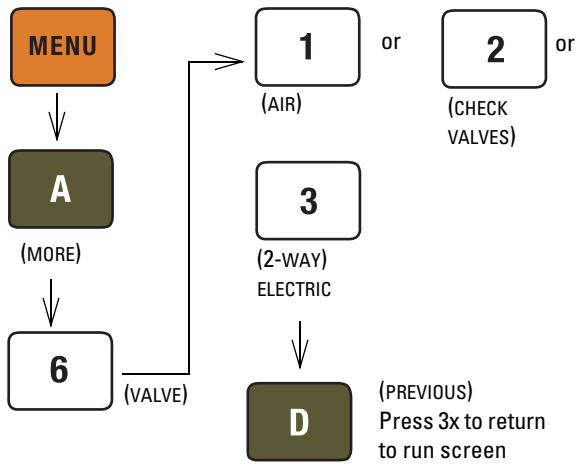 MENU
A
(MORE)
6
(VALVE)
1
or
(AIR)
2
or
(CHECK
VALVES)
3
(2-WAY)
ELECTRIC
D
(PREVIOUS)
Press 3x to return
to run screen